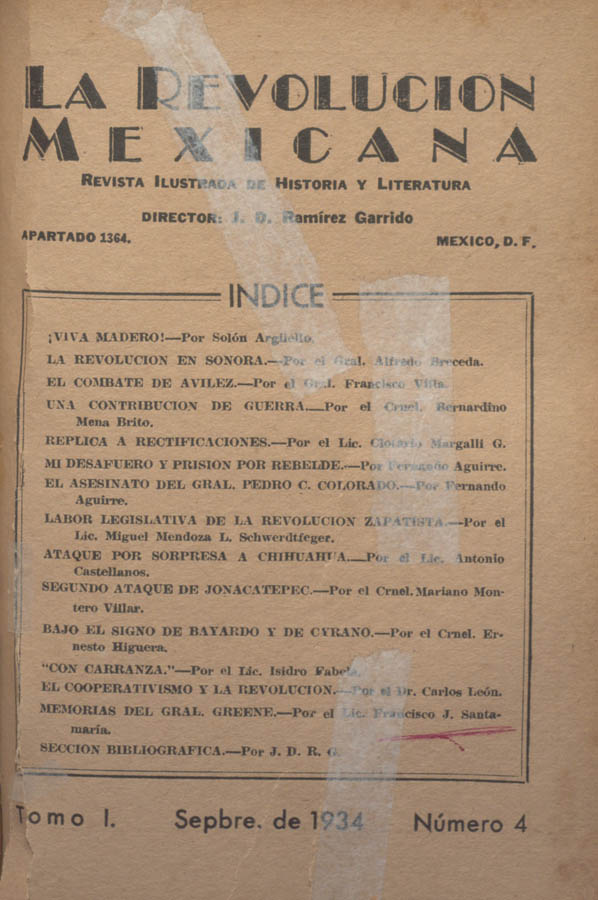 LA REVOLUCION
MEXICANA
REVISTA ILUSTRADA DE HISTORIA Y LITERATURA
DIRECTOR: J. D. Ramírez Garrido
APARTADO 1364.
MEXICO, D. F.
INDICE
¡VIVA MADERO!—Por Solón Argüello.
LA REVOLUCION EN SONORA.—Por el Gral. Alfredo Breceda.
EL COMBATE DE AVILEZ.—Por el Gral. Francisco Villa.
UNA CONTRIBUCION DE GUERRA.—Por el Crnel. Bernardino
Mena Brito.
REPLICA A RECTIFICACIONES.—Por el Lic. Clotario Margalli G.
MI DESAFUERO Y PRISION POR REBELDE.—Por Fernando Aguirre.
EL ASESINATO DEL GRAL. PEDRO C. COLORADO.—Por Fernando
Aguirre.
LABOR LEGISLATIVA DE LA REVOLUCION ZAPATISTA.—Por el
Lic. Miguel Mendoza L. Schwerdtfeger.
ATAQUE POR SORPRESA A CHIHUAHUA.—Por el Lic. Antonio
Castellanos.
SEGUNDO ATAQUE DE JONACATEPEC.—Por el Crnel. Mariano Mon-
tero Villar.
BAJO EL SIGNO DE BAYARDO Y DE CYRANO.—Por el Crnel. Er-
nesto Higuera.
"CON CARRANZA."—Por el Lic. Isidro Fabela.
EL COOPERATIVISMO Y LA REVOLUCION.—Por el Dr. Carlos León.
MEMORIAS DEL GRAL. GREENE.—Por el Lic. Francisco J. Santa-
maría.
SECCION BIBLIOGRAFICA.—Por J. D. R. G.
Tomo I. Sepbre. de 1934 Número 4